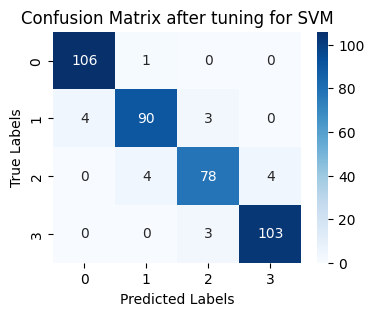 Confusion Matrix after tuning for SVM
True Labels
0 106 1 0 0
1 4 90 3 0
2 0 4 78 4
3 0 0 3 103
0 1 2 3
Predicted Labels
100
80
60
40
20
0